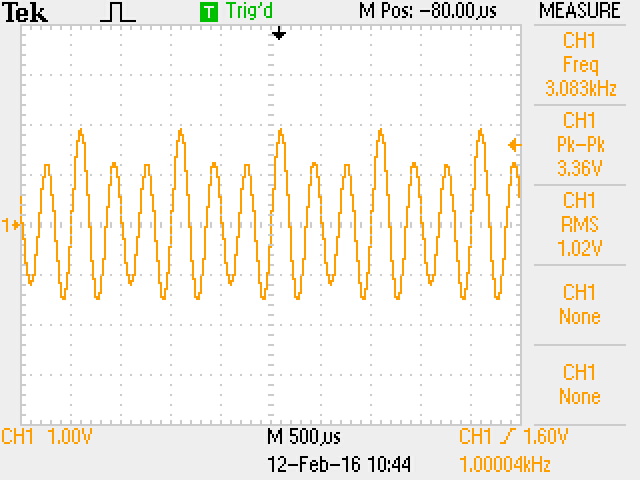 Tek T Trig'd M Pos: -80.00µs MEASURE
CH1
Freq
3.083kHz
CH1
Pk-Pk
3.36V
1
CH1
RMS
1.02V
CH1
None
CH1
None
CH1 1.00V M 500µs CH1 1.60V
12-Feb-16 10:44 1.00004kHz